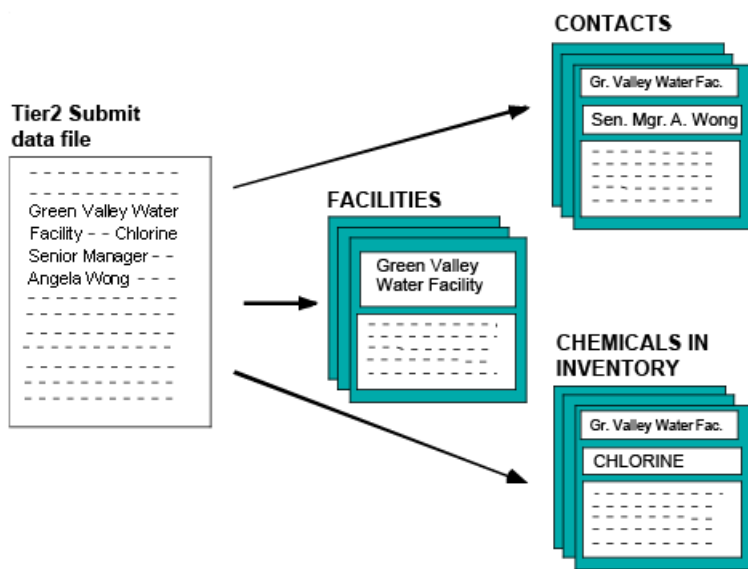 Tier2 Submit
data file
Green Valley Water
Facility - - Chlorine
Senior Manager - -
Angela Wong - - -
FACILITIES
Green Valley
Water Facility
CONTACTS
Gr. Valley Water Fac.
Sen. Mgr. A. Wong
CHEMICALS IN
INVENTORY
Gr. Valley Water Fac.
CHLORINE